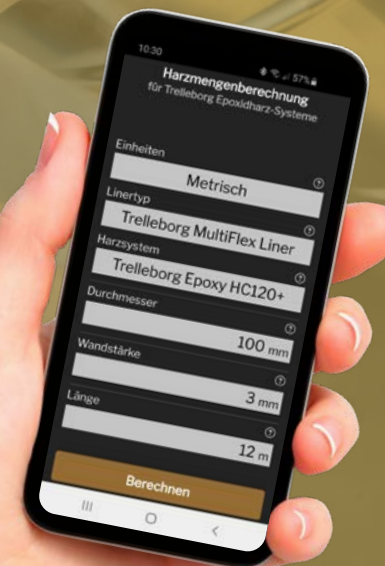 10:30
57%
Harzmengenberechnung
für Trelleborg Epoxidharz-Systeme
Einheiten
Metrisch
Linertyp
Trelleborg MultiFlex Liner
Harzsystem
Trelleborg Epoxy HC120+
Durchmesser
100 mm
Wandstärke
3 mm
Länge
12 m
Berechnen